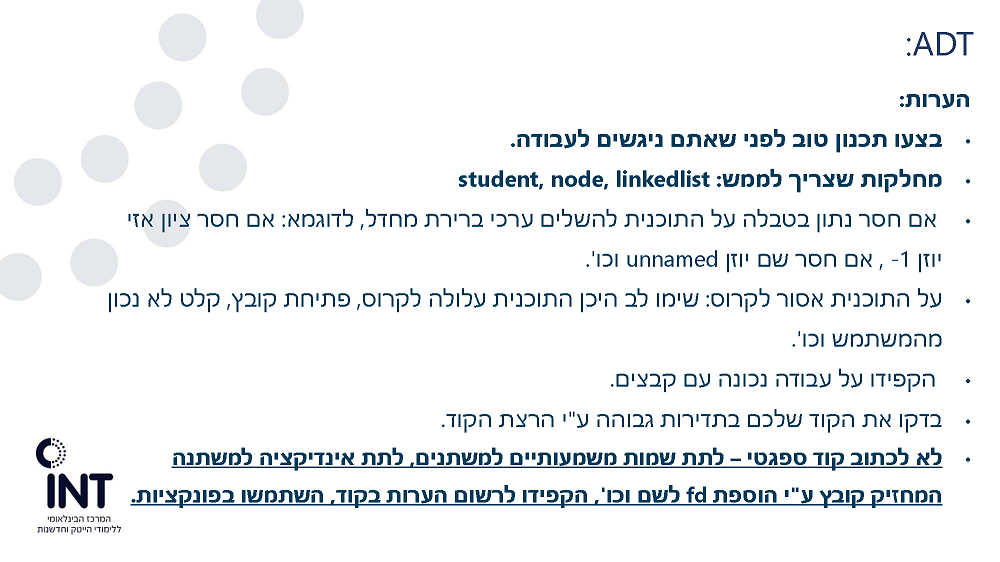 ADT:
הערות:
• בצעו תכנון טוב לפני שאתם ניגשים לעבודה.
• מחלקות שצריך לממש: student, node, linkedlist
• אם חסר נתון בטבלה על התוכנית להשלים ערכי ברירת מחדל, לדוגמא: אם חסר ציון אזי
יוזן 1- , אם חסר שם יוזן unnamed וכו'.
• על התוכנית אסור לקרוס: שימו לב היכן התוכנית עלולה לקרוס, פתיחת קובץ, קלט לא נכון
מהמשתמש וכו'.
• הקפידו על עבודה נכונה עם קבצים.
• בדקו את הקוד שלכם בתדירות גבוהה ע"י הרצת הקוד.
• לא לכתוב קוד ספגטי – לתת שמות משמעותיים למשתנים, לתת אינדיקציה למשתנה
המחזיק קובץ ע"י הוספת fd לשם וכו', הקפידו לרשום הערות בקוד, השתמשו בפונקציות.
INT
המרכז הבינלאומי
ללימודי הייטק וחדשנות